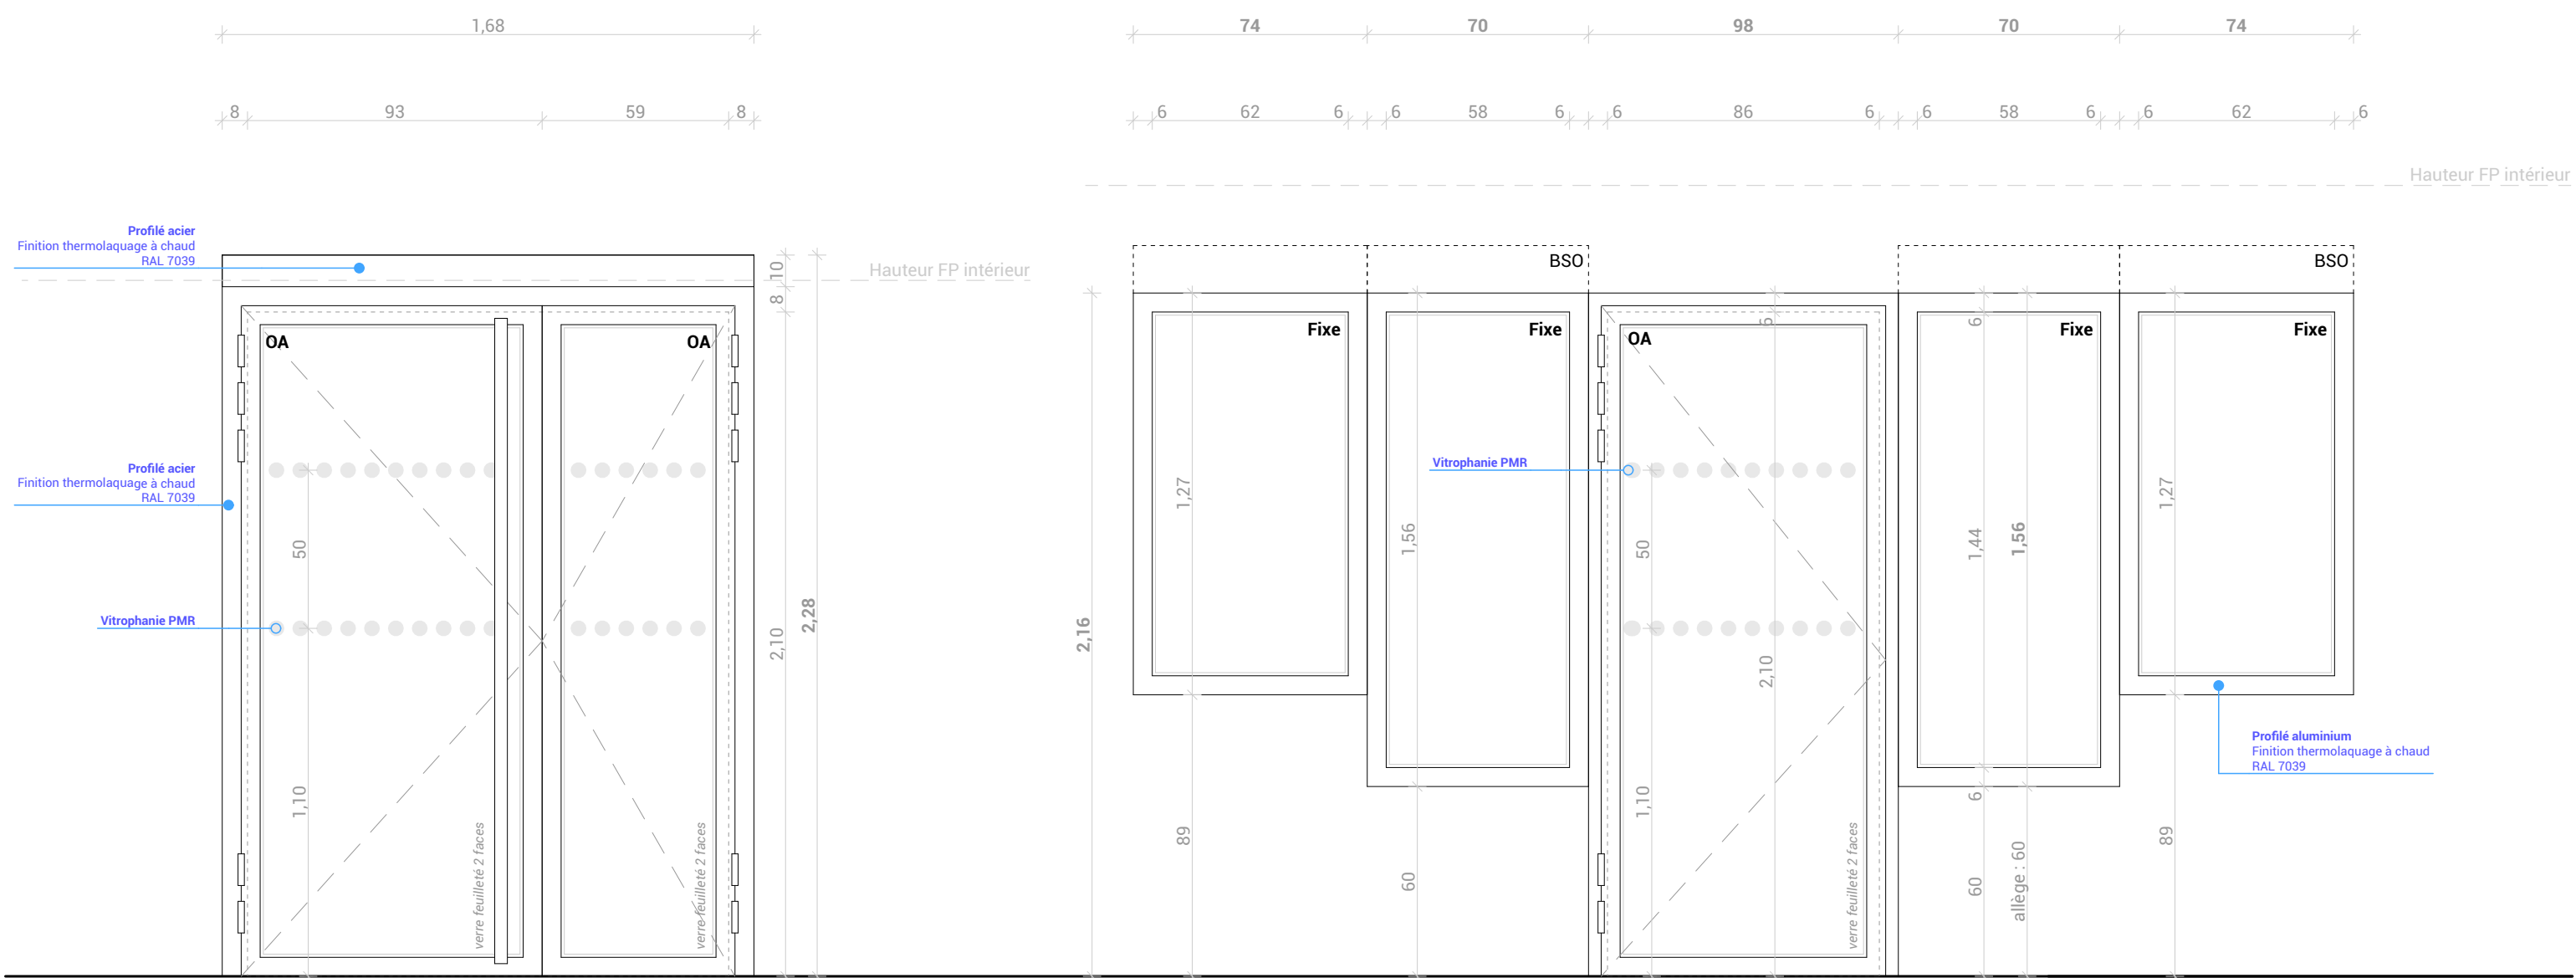 1,68
8
93
59
8
Profilé acier
Finition thermolaquage à chaud
RAL 7039
Hauteur FP intérieur
10
8
2,10
2,28
OA
OA
Profilé acier
Finition thermolaquage à chaud
RAL 7039
50
Vitrophanie PMR
1,10
verre feuilleté 2 faces
verre feuilleté 2 faces
74
70
98
70
74
6
62
6
6
58
6
6
86
6
6
58
6
6
62
6
Hauteur FP intérieur
BSO
BSO
Fixe
Fixe
OA
6
6
Fixe
Fixe
Vitrophanie PMR
1,27
1,56
50
1,44
1,56
1,27
2,16
2,10
Profilé aluminium
Finition thermolaquage à chaud
RAL 7039
89
60
1,10
verre feuilleté 2 faces
6
60
allège : 60
89